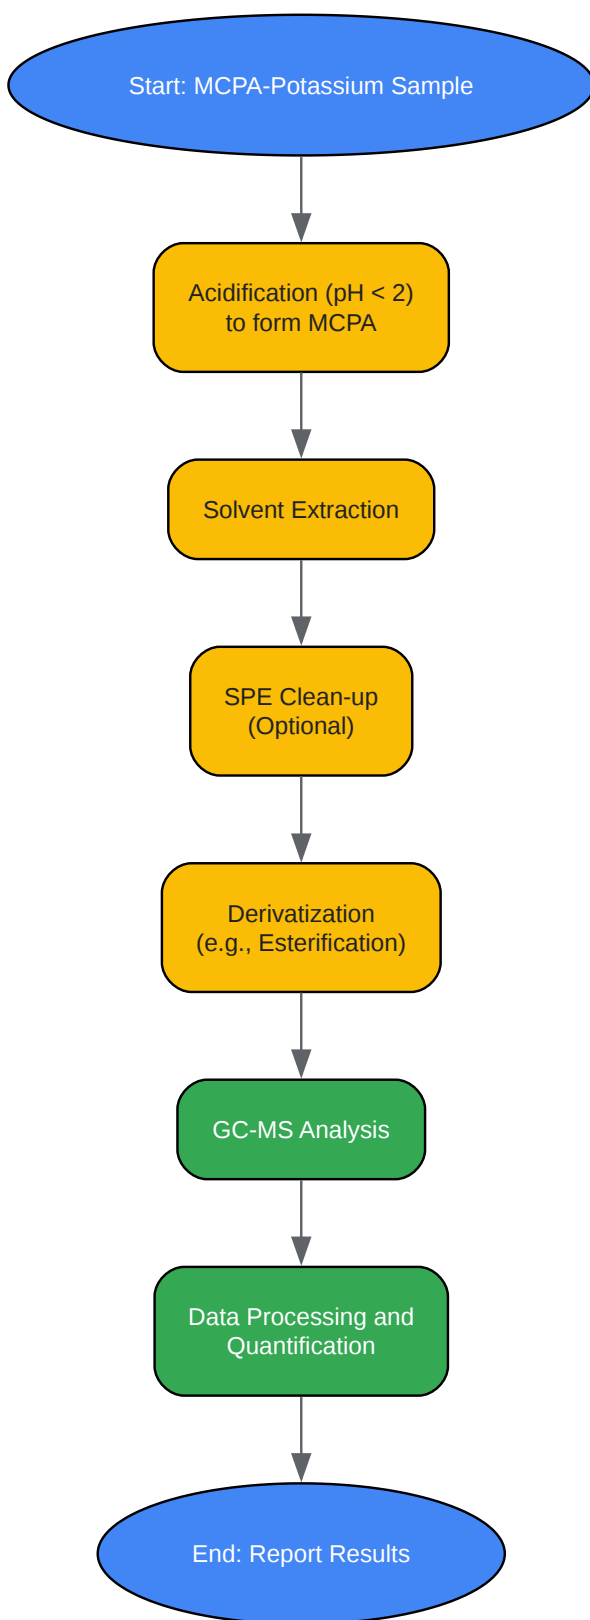 Start: MCPA-Potassium Sample
Acidification (pH < 2)
to form MCPA
Solvent Extraction
SPE Clean-up
(Optional)
Derivatization
(e.g., Esterification)
GC-MS Analysis
Data Processing and
Quantification
End: Report Results